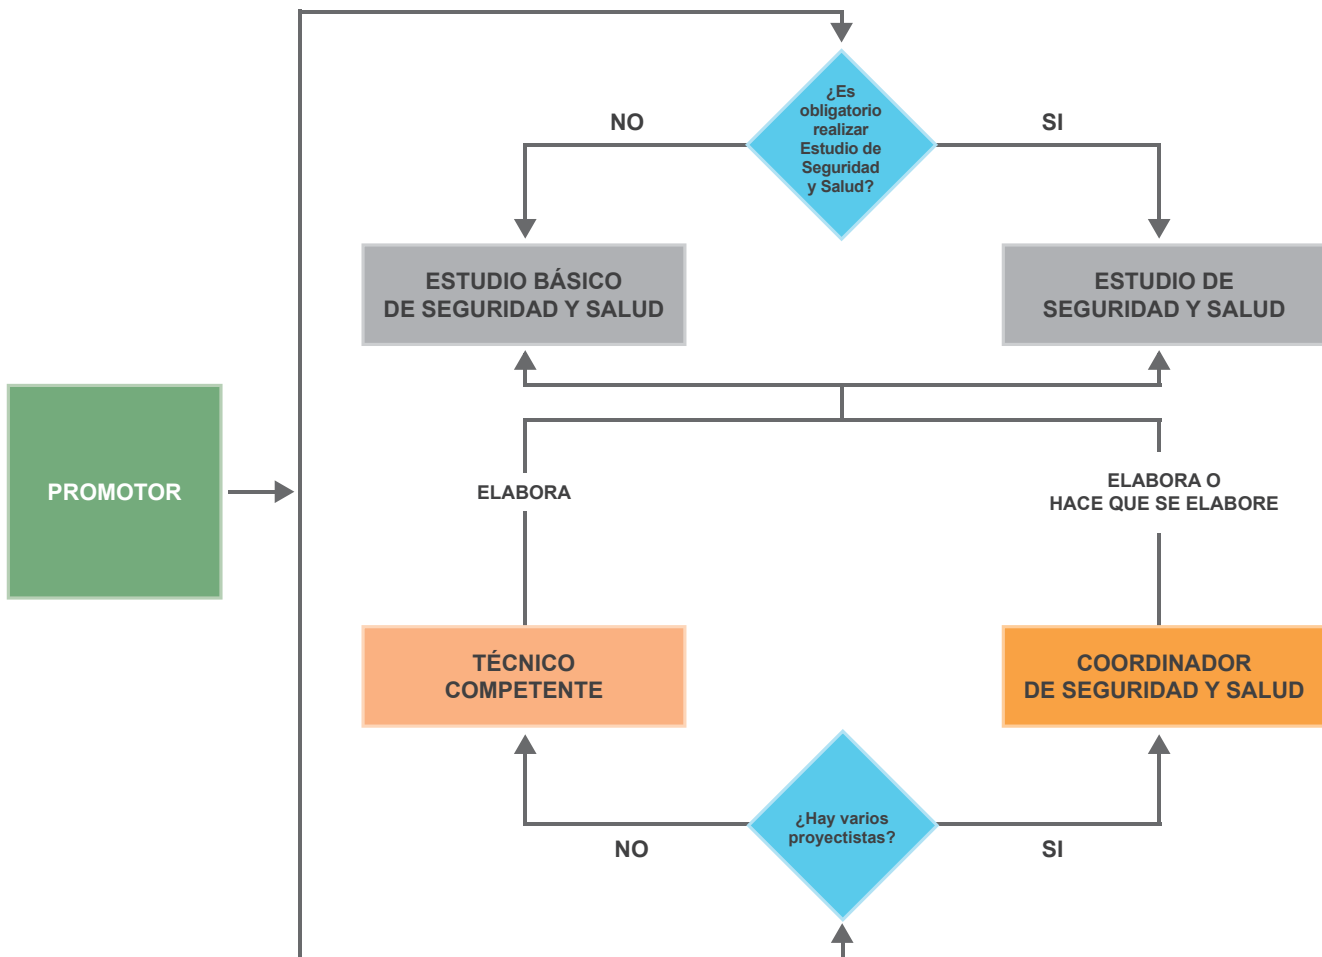 ¿Es
obligatorio
realizar
Estudio de
Seguridad
y Salud?
NO
SI
ESTUDIO BÁSICO
DE SEGURIDAD Y SALUD
ESTUDIO DE
SEGURIDAD Y SALUD
PROMOTOR
ELABORA
ELABORA O
HACE QUE SE ELABORE
TÉCNICO
COMPETENTE
COORDINADOR
DE SEGURIDAD Y SALUD
¿Hay varios
proyectistas?
NO
SI